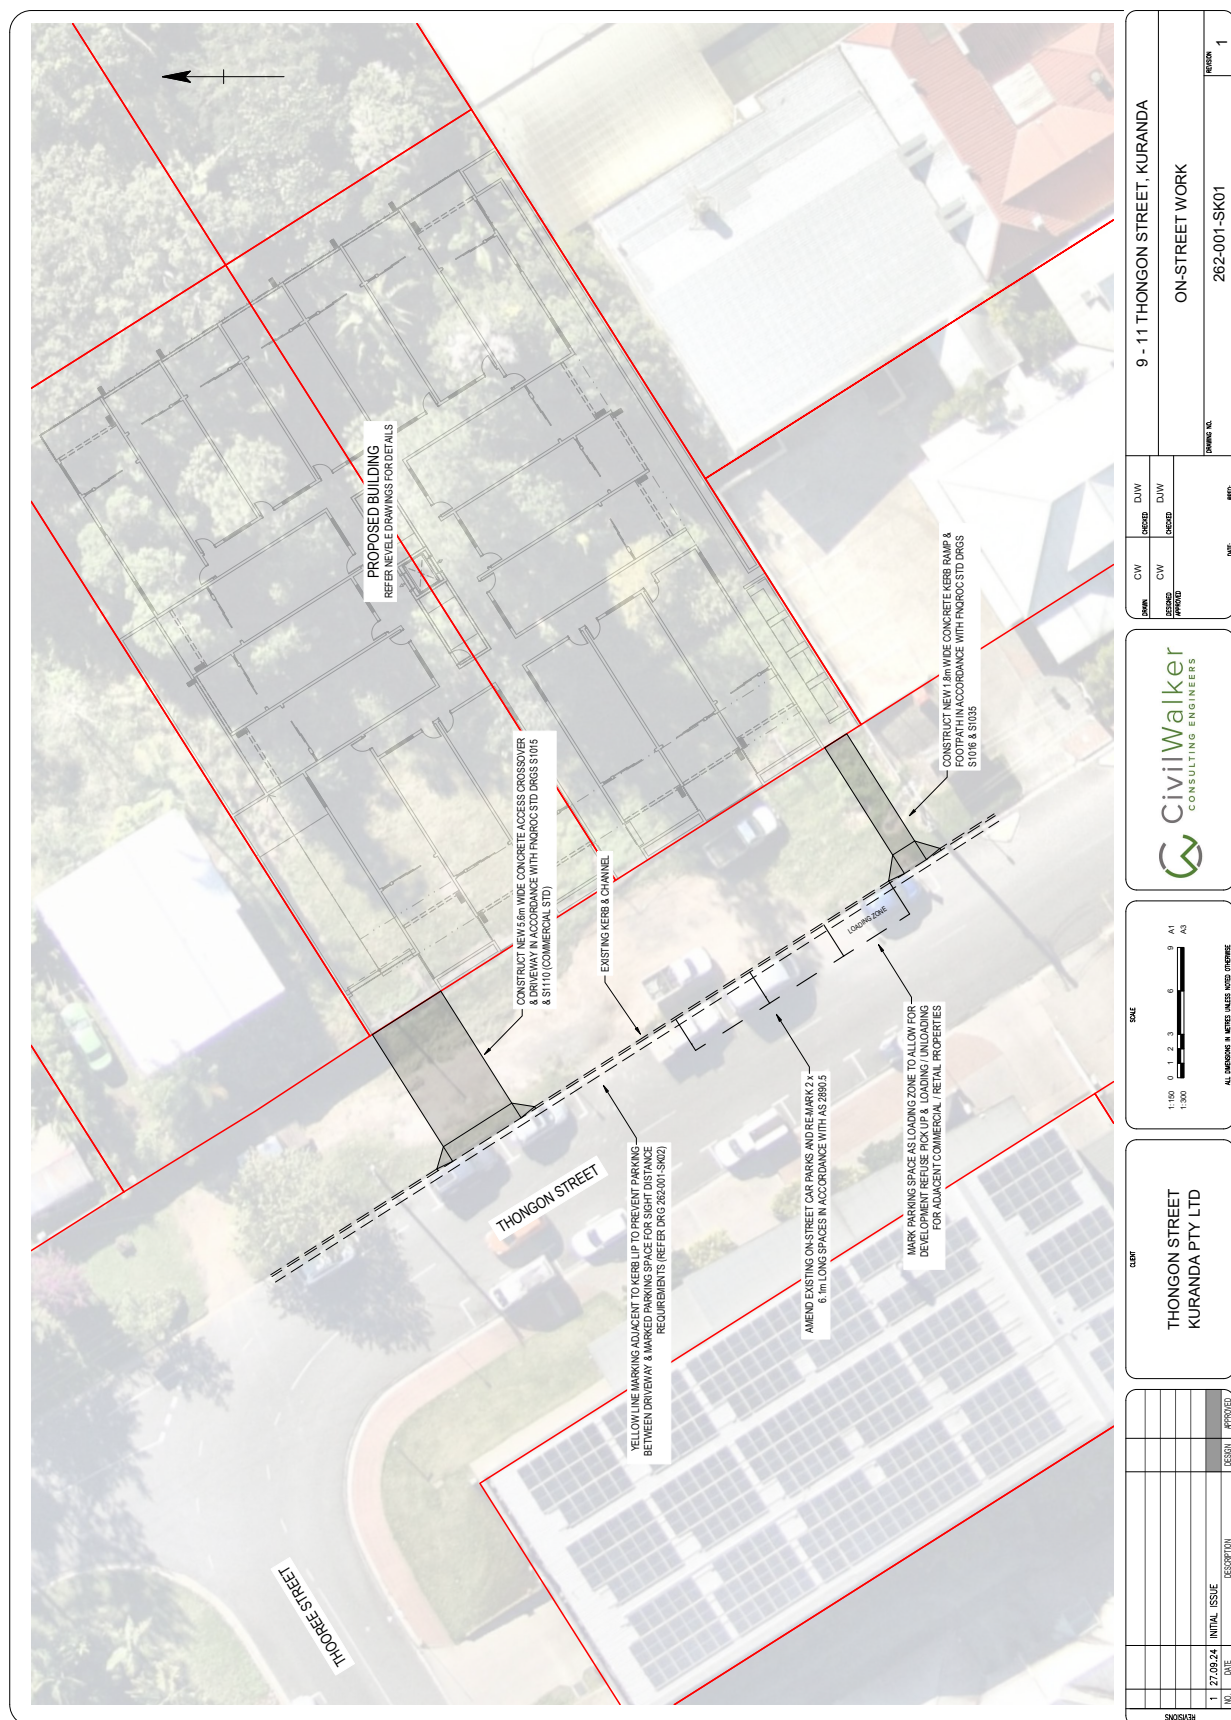 PROPOSED BUILDING
REFER NEVELE DRAWINGS FOR DETAILS
CONSTRUCT NEW 5.6m WIDE CONCRETE ACCESS CROSSOVER
& DRIVEWAY IN ACCORDANCE WITH FNQROC STD DRGS S1015
& S1110 (COMMERCIAL STD)
EXISTING KERB & CHANNEL
CONSTRUCT NEW 1.8m WIDE CONCRETE KERB RAMP &
FOOTPATH IN ACCORDANCE WITH FNQROC STD DRGS
S1016 & S1035
LOADING ZONE
THONGON STREET
YELLOW LINE MARKING ADJACENT TO KERB LIP TO PREVENT PARKING
BETWEEN DRIVEWAY & MARKED PARKING SPACE FOR SIGHT DISTANCE
REQUIREMENTS (REFER DRG 262-001-SK02)
AMEND EXISTING ON-STREET CAR PARKS AND RE-MARK 2 x
6.1m LONG SPACES IN ACCORDANCE WITH AS 2890.5
MARK PARKING SPACE AS LOADING ZONE TO ALLOW FOR
DEVELOPMENT REFUSE PICK UP & LOADING / UNLOADING
FOR ADJACENT COMMERCIAL / RETAIL PROPERTIES
THOOREE STREET
REVISIONS
1 27.09.24 INITIAL ISSUE
NO. DATE DESCRIPTION DESIGN APPROVED
CLIENT
THONGON STREET
KURANDA PTY LTD
SCALE
1:150 0 1 2 3 6 9 A1
1:300 A3
ALL DIMENSIONS IN METRES UNLESS NOTED OTHERWISE
CivilWalker
CONSULTING ENGINEERS
DRAWN CW CHECKED DJW
DESIGNED CW CHECKED DJW
APPROVED
DATE:
9 - 11 THONGON STREET, KURANDA
ON-STREET WORK
DRAWING NO. 262-001-SK01
REVISION 1